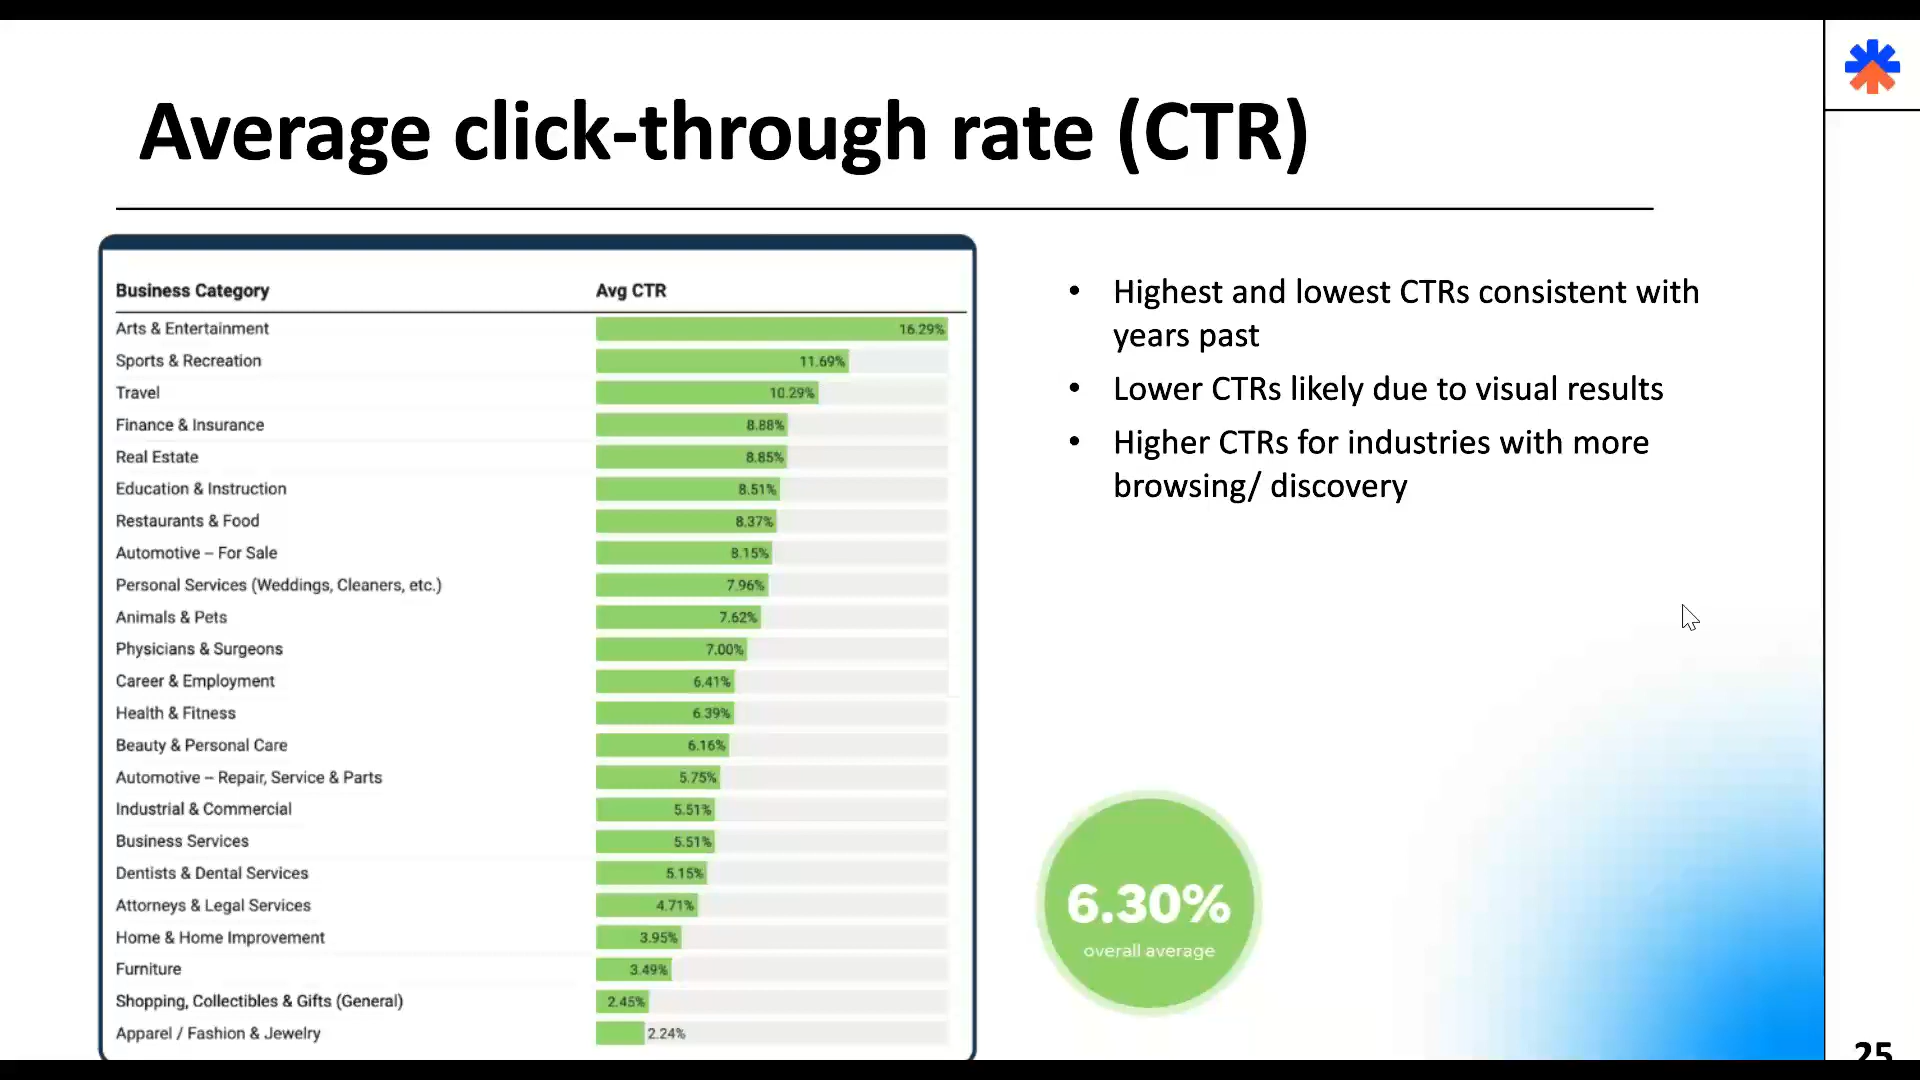 Average click-through rate (CTR)
Business Category Avg CTR
Arts & Entertainment 16.29%
Sports & Recreation 11.69%
Travel 10.29%
Finance & Insurance 8.88%
Real Estate 8.85%
Education & Instruction 8.51%
Restaurants & Food 8.37%
Automotive – For Sale 8.15%
Personal Services (Weddings, Cleaners, etc.) 7.96%
Animals & Pets 7.62%
Physicians & Surgeons 7.00%
Career & Employment 6.41%
Health & Fitness 6.39%
Beauty & Personal Care 6.16%
Automotive – Repair, Service & Parts 5.75%
Industrial & Commercial 5.51%
Business Services 5.51%
Dentists & Dental Services 5.15%
Attorneys & Legal Services 4.71%
Home & Home Improvement 3.95%
Furniture 3.49%
Shopping, Collectibles & Gifts (General) 2.45%
Apparel / Fashion & Jewelry 2.24%
• Highest and lowest CTRs consistent with
years past
• Lower CTRs likely due to visual results
• Higher CTRs for industries with more
browsing/ discovery
6.30%
overall average
25